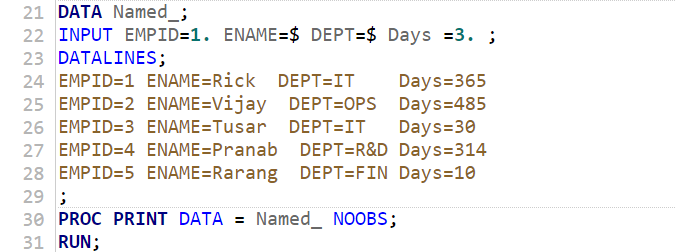 21 DATA Named_;
22 INPUT EMPID=1. ENAME=$ DEPT=$ Days =3. ;
23 DATALINES;
24 EMPID=1 ENAME=Rick  DEPT=IT    Days=365
25 EMPID=2 ENAME=Vijay  DEPT=OPS  Days=485
26 EMPID=3 ENAME=Tusar  DEPT=IT   Days=30
27 EMPID=4 ENAME=Pranab  DEPT=R&D Days=314
28 EMPID=5 ENAME=Rarang  DEPT=FIN Days=10
29 ;
30 PROC PRINT DATA = Named_ NOOBS;
31 RUN;